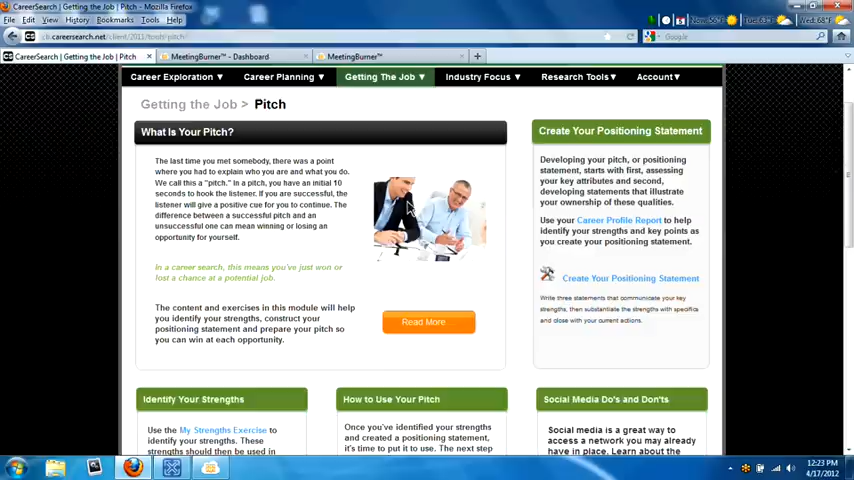 CareerSearch | Getting the Job | Pitch - Mozilla Firefox
File Edit View History Bookmarks Tools Help
Now: 56°F Tue: 63°F Wed: 68°F
careersearch.net/client/2011/tools/pitch
Google
CareerSearch | Getting the Job | Pitch
MeetingBurner™ - Dashboard
MeetingBurner™
Career Exploration ▼ Career Planning ▼ Getting The Job ▼ Industry Focus ▼ Research Tools▼ Account▼
Getting the Job > Pitch
What Is Your Pitch?
The last time you met somebody, there was a point
where you had to explain who you are and what you do.
We call this a "pitch." In a pitch, you have an initial 10
seconds to hook the listener. If you are successful, the
listener will give a positive cue for you to continue. The
difference between a successful pitch and an
unsuccessful one can mean winning or losing an
opportunity for yourself.
In a career search, this means you've just won or
lost a chance at a potential job.
The content and exercises in this module will help
you identify your strengths, construct your
positioning statement and prepare your pitch so
you can win at each opportunity.
Read More...
Create Your Positioning Statement
Developing your pitch, or positioning
statement, starts with first, assessing
your key attributes and second,
developing statements that illustrate
your ownership of these qualities.
Use your Career Profile Report to help
identify your strengths and key points as
you create your positioning statement.
Create Your Positioning Statement
Write three statements that communicate your key
strengths, then substantiate the strengths with specifics
and close with your current actions.
Identify Your Strengths
Use the My Strengths Exercise to
identify your strengths. These
strengths should then be used in
How to Use Your Pitch
Once you've identified your strengths
and created a positioning statement,
it's time to put it to use. The next step
Social Media Do's and Don'ts
Social media is a great way to
access a network you may already
have in place. Learn about the
12:23 PM
4/17/2012